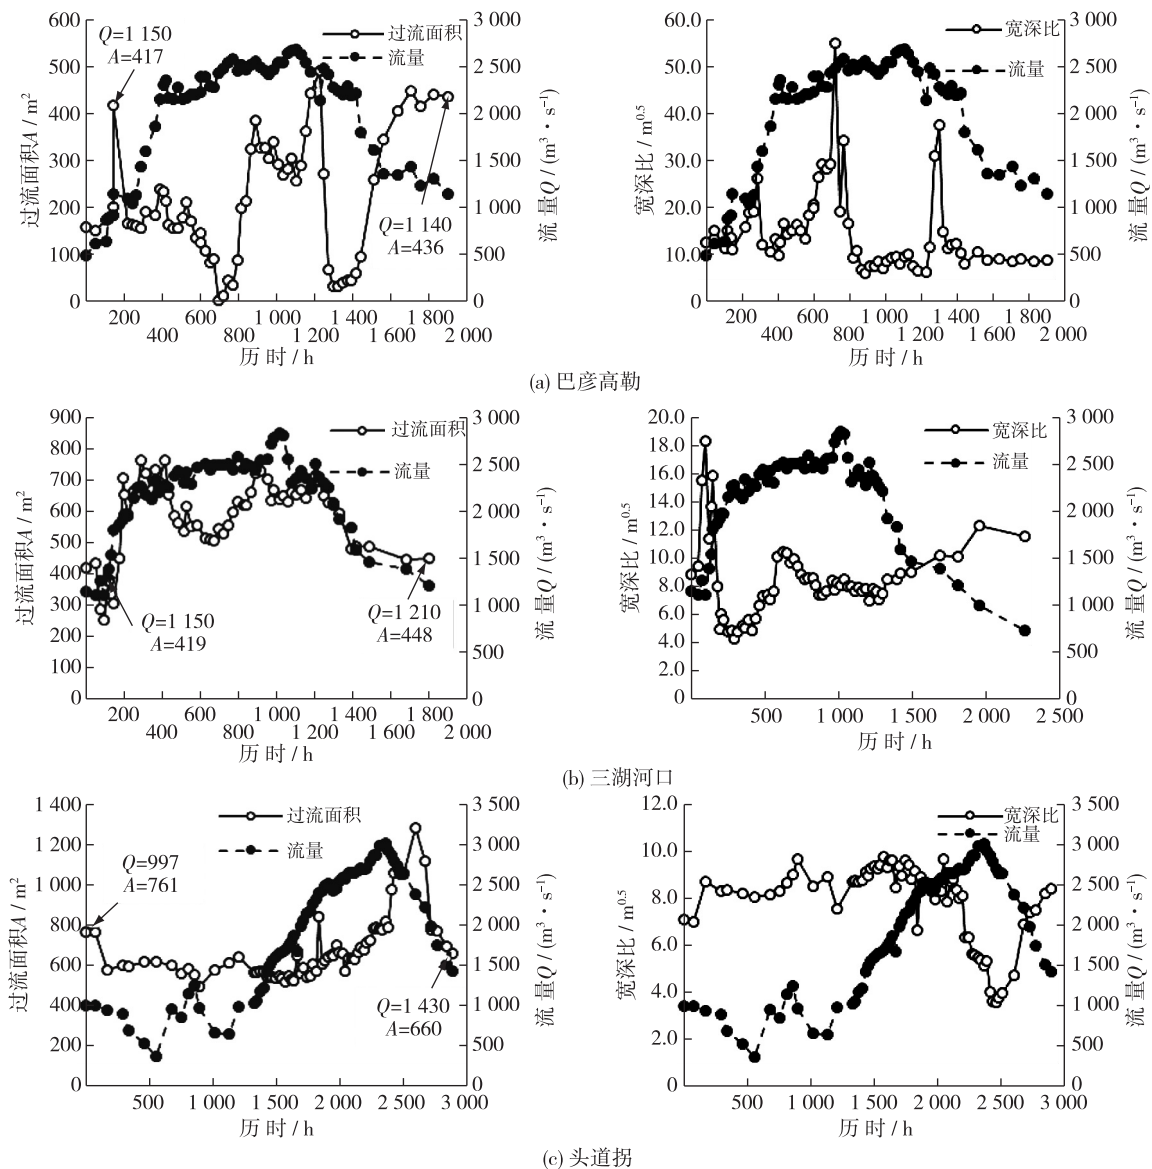 600
500
400
300
200
100
0
过流面积A / m²
3 000
2 500
2 000
1 500
1 000
500
0
流 量Q / (m³·s⁻¹)
Q=1 150
A=417
过流面积
流量
Q=1 140
A=436
200 600 800 1 000 1 400 1 800
400 1 200 1 600 2 000
历 时 / h
60.0
50.0
40.0
30.0
20.0
10.0
0
宽深比 / m⁰·⁵
3 000
2 500
2 000
1 500
1 000
500
0
流 量Q / (m³·s⁻¹)
宽深比
流量
200 600 1 000 1 400 1 800
400 800 1 200 1 600 2 000
历 时 / h
(a) 巴彦高勒
900
800
700
600
500
400
300
200
100
0
过流面积A / m²
3 000
2 500
2 000
1 500
1 000
500
0
流 量Q / (m³·s⁻¹)
过流面积
流量
Q=1 150
A=419
Q=1 210
A=448
200 600 1 000 1 400 1 800
400 800 1 200 1 600 2 000
历 时 / h
20.0
18.0
16.0
14.0
12.0
10.0
8.0
6.0
4.0
2.0
0.0
宽深比 / m⁰·⁵
3 000
2 500
2 000
1 500
1 000
500
0
流 量Q / (m³·s⁻¹)
宽深比
流量
500 1 000 1 500 2 000 2 500
历 时 / h
(b) 三湖河口
1 400
1 200
1 000
800
600
400
200
0
过流面积A / m²
3 500
3 000
2 500
2 000
1 500
1 000
500
0
流 量Q / (m³·s⁻¹)
过流面积
流量
Q=997
A=761
Q=1 430
A=660
500 1 000 1 500 2 000 2 500 3 000
历 时 / h
12.0
10.0
8.0
6.0
4.0
2.0
0
宽深比 / m⁰·⁵
3 500
3 000
2 500
2 000
1 500
1 000
500
0
流 量Q / (m³·s⁻¹)
宽深比
流量
500 1 000 1 500 2 000 2 500 3 000
历 时 / h
(c) 头道拐